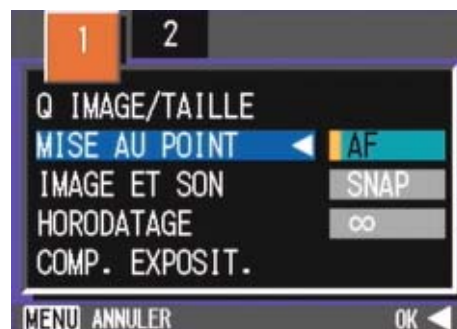 1 2
Q IMAGE/TAILLE
MISE AU POINT ◀ AF
IMAGE ET SON SNAP
HORODATAGE ∞
COMP. EXPOSIT.
MENU ANNULER OK ◀